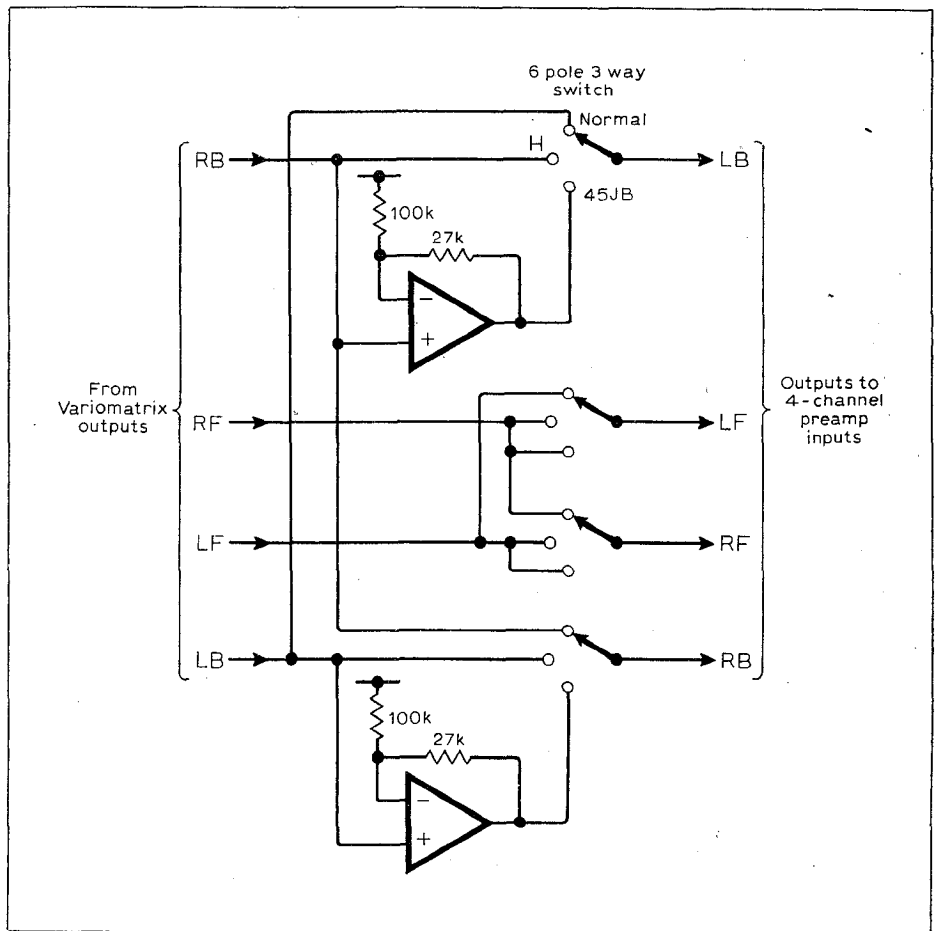 6 pole 3 way
switch
Normal
H
RB
LB
45JB
100k
27k
−
+
From
Variomatrix
outputs
RF
LF
Outputs to
4-channel
preamp
inputs
LF
RF
LB
RB
100k
27k
−
+